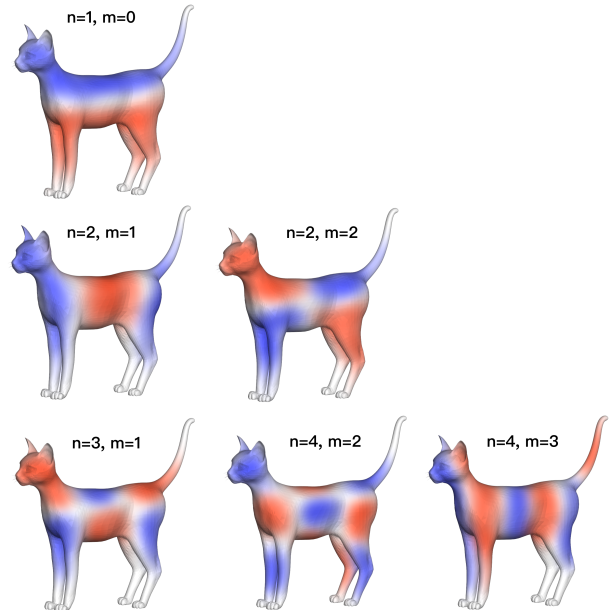 n=1, m=0
n=2, m=1
n=2, m=2
n=3, m=1
n=4, m=2
n=4, m=3